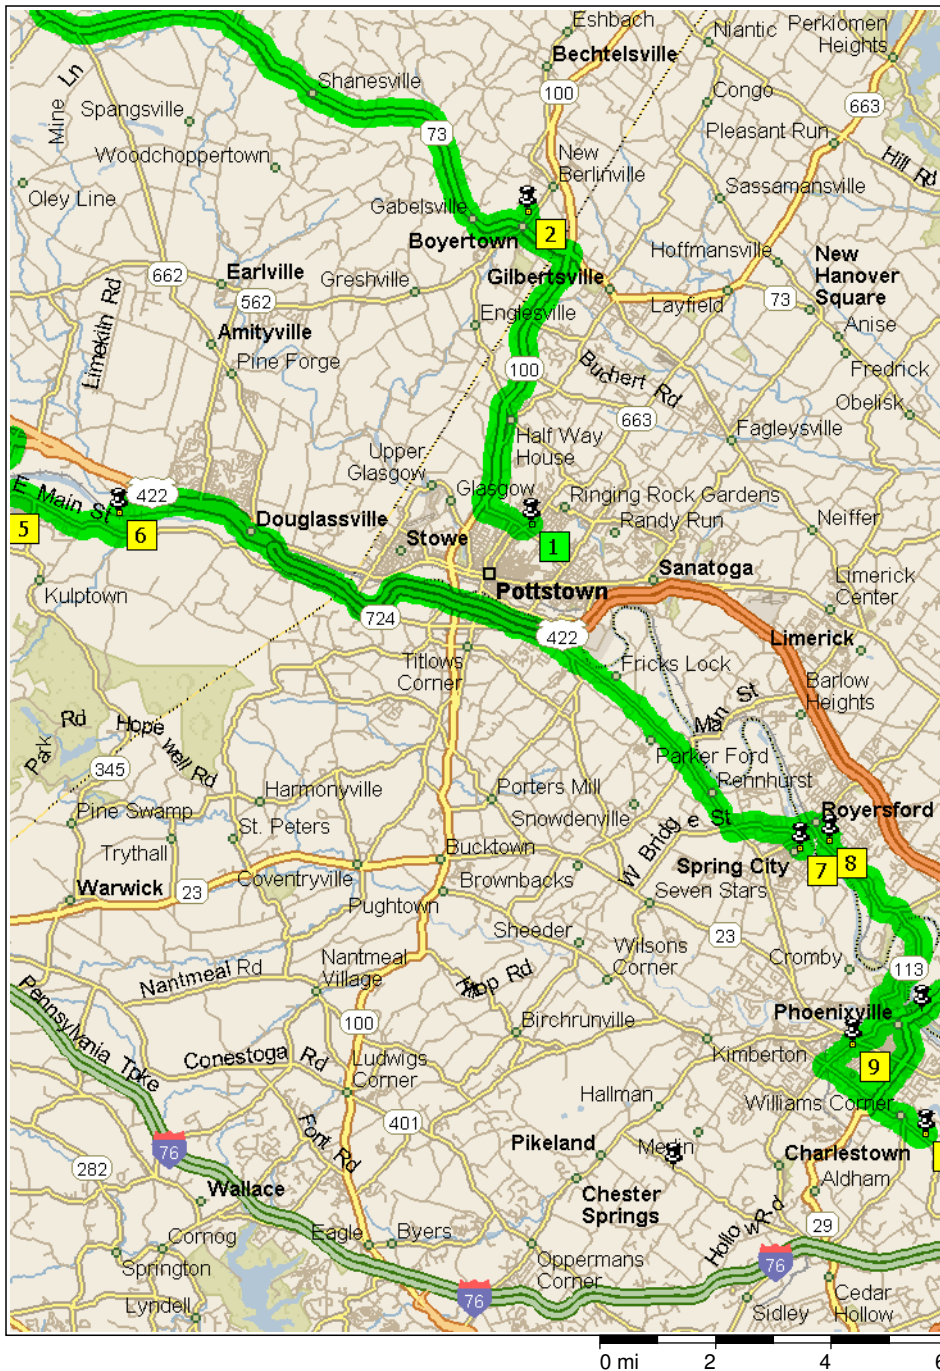 Eshbach
Niantic
Perkiomen
Heights
Bechtelsville
Mine Ln
Shanesville
100
Congo
663
Spangsville
73
Pleasant Run
Woodchoppertown
New
Berlinville
Hill Rd
Oley Line
Sassamansville
Gabelsville
2
Boyertown
Hoffmansville
New
Hanover
Square
662
Earlville
Greshville
Gilbertsville
562
Layfield
73
Limekiln Rd
Englesville
Anise
Amityville
Pine Forge
100
Buchert Rd
Fredrick
663
Obelisk
Half Way
House
Fagleysville
Upper
Glasgow
Glasgow
Ringing Rock Gardens
E Main St
422
5
6
Douglassville
Stowe
1
Randy Run
Neiffer
Sanatoga
Kulptown
Pottstown
Limerick
Center
724
422
Limerick
Titlows
Corner
Fricks Lock
Barlow
Heights
Park Rd
Hopewell Rd
Main St
345
Parker Ford
Pennhurst
Harmonyville
Porters Mill
Pine Swamp
Snowdenville
Royersford
St. Peters
W Bridge St
Trythall
Bucktown
Spring City
7
8
Warwick
23
Coventryville
Brownbacks
Seven Stars
Pughtown
Sheeder
23
Wilsons
Corner
Cromby
Nantmeal Rd
Nantmeal
Village
113
Pennsylvania Tpke
100
Birchrunville
Phoenixville
Conestoga Rd
Ludwigs
Corner
Kimberton
9
Hallman
Williams Corner
401
Font Rd
Pikeland
Merlin
76
Charlestown
282
Wallace
Chester
Springs
Aldham
Hollow Rd
29
Cornog
Eagle
Byers
Springton
Oppermans
Corner
76
76
Cedar
Hollow
Lyndell
Sidley
0 mi 2 4 6